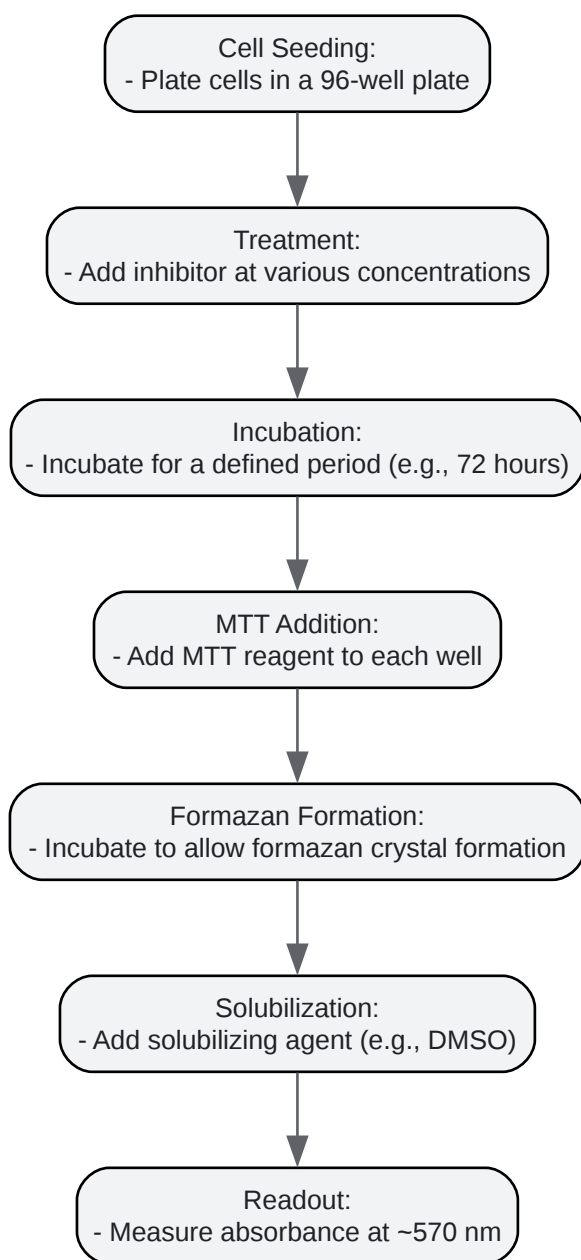 Cell Seeding:
- Plate cells in a 96-well plate
Treatment:
- Add inhibitor at various concentrations
Incubation:
- Incubate for a defined period (e.g., 72 hours)
MTT Addition:
- Add MTT reagent to each well
Formazan Formation:
- Incubate to allow formazan crystal formation
Solubilization:
- Add solubilizing agent (e.g., DMSO)
Readout:
- Measure absorbance at ~570 nm